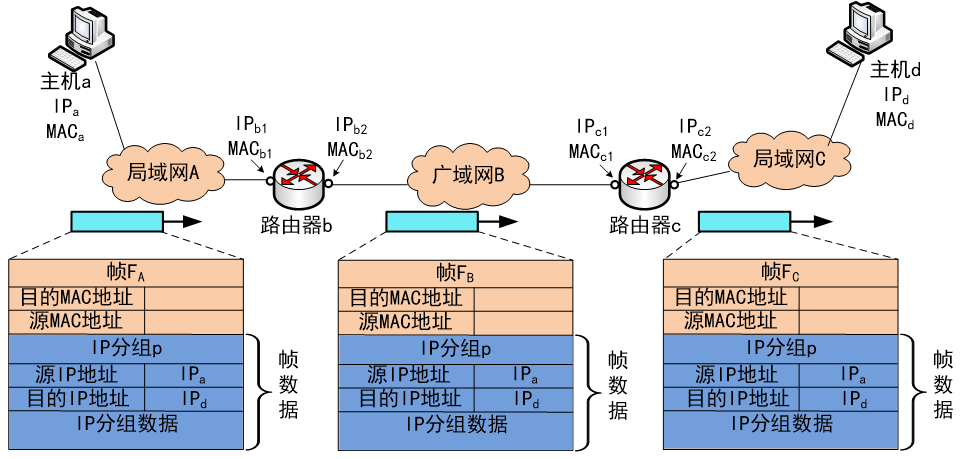 主机a
IPa
MACa
主机d
IPd
MACd
IPb1
MACb1
IPb2
MACb2
IPc1
MACc1
IPc2
MACc2
局域网A
广域网B
局域网C
路由器b
路由器c
帧FA
目的MAC地址
源MAC地址
IP分组p
源IP地址 IPa
目的IP地址 IPd
IP分组数据
帧数据
帧FB
目的MAC地址
源MAC地址
IP分组p
源IP地址 IPa
目的IP地址 IPd
IP分组数据
帧数据
帧FC
目的MAC地址
源MAC地址
IP分组p
源IP地址 IPa
目的IP地址 IPd
IP分组数据
帧数据